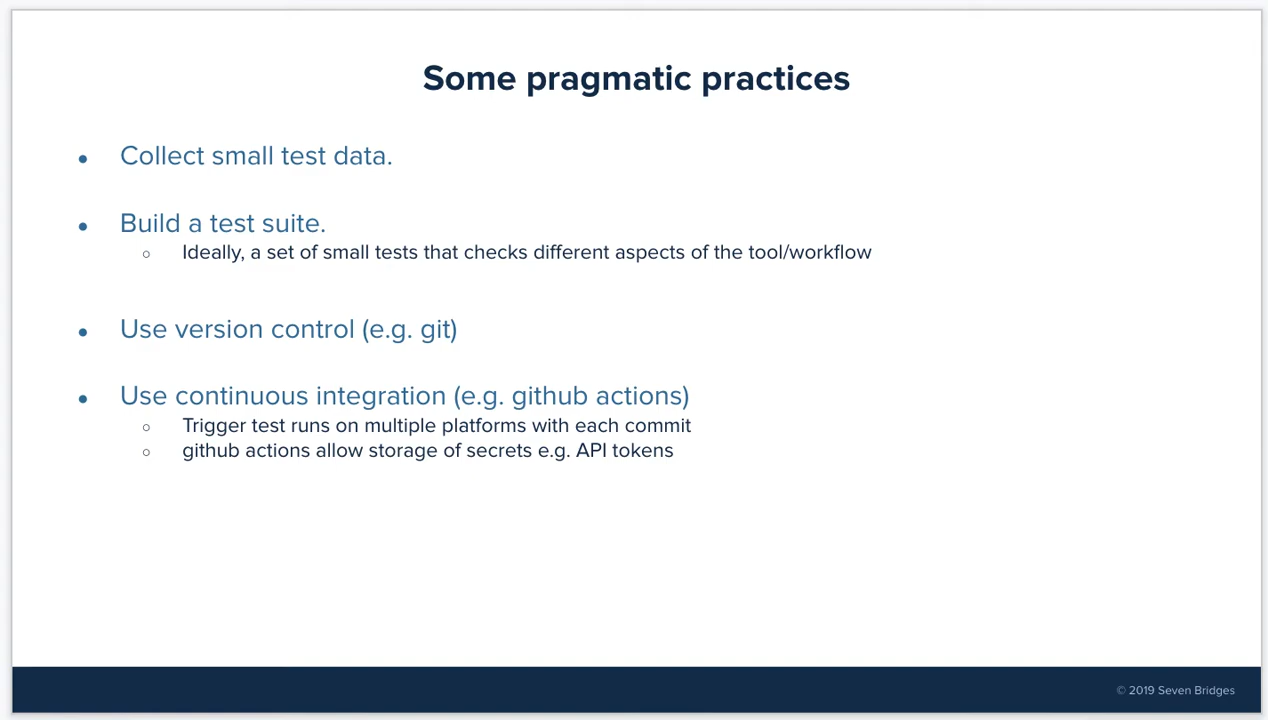 Some pragmatic practices
● Collect small test data.
● Build a test suite.
○ Ideally, a set of small tests that checks different aspects of the tool/workflow
● Use version control (e.g. git)
● Use continuous integration (e.g. github actions)
○ Trigger test runs on multiple platforms with each commit
○ github actions allow storage of secrets e.g. API tokens
© 2019 Seven Bridges